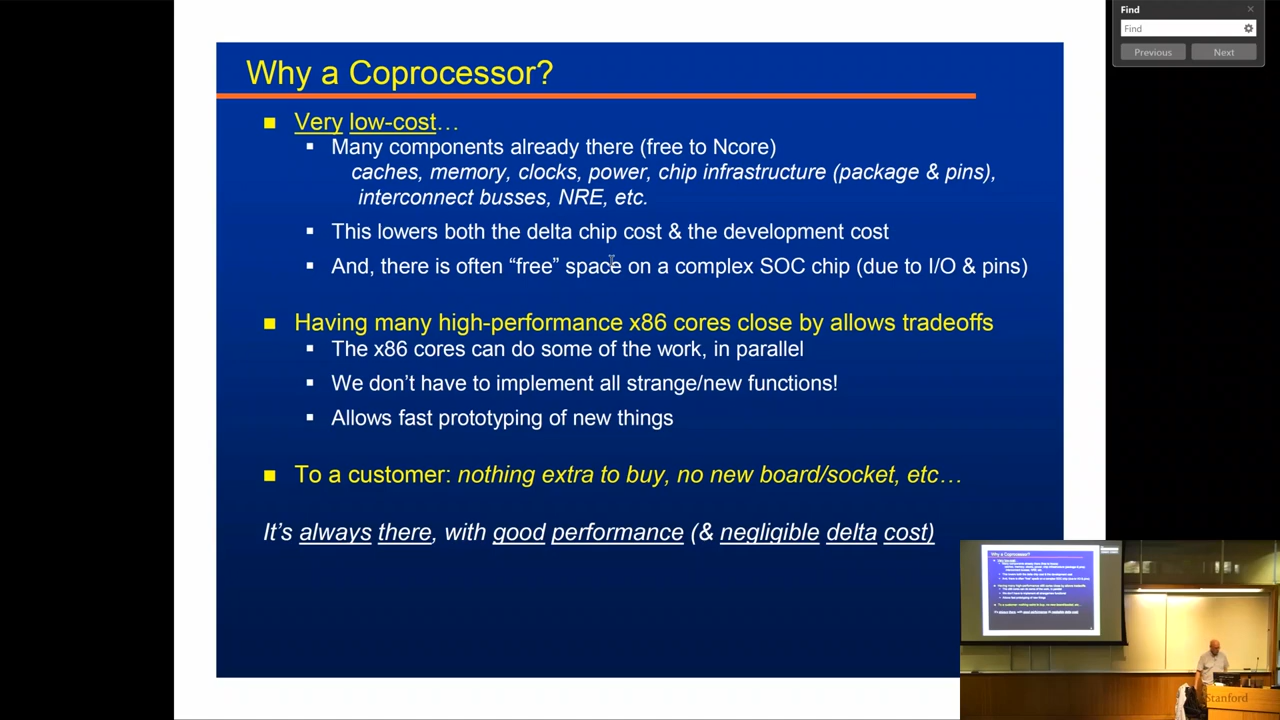 Find
Find
Previous
Next
Why a Coprocessor?
Very low-cost…
Many components already there (free to Ncore)
caches, memory, clocks, power, chip infrastructure (package & pins),
interconnect busses, NRE, etc.
This lowers both the delta chip cost & the development cost
And, there is often “free” space on a complex SOC chip (due to I/O & pins)
Having many high-performance x86 cores close by allows tradeoffs
The x86 cores can do some of the work, in parallel
We don’t have to implement all strange/new functions!
Allows fast prototyping of new things
To a customer: nothing extra to buy, no new board/socket, etc…
It’s always there, with good performance (& negligible delta cost)
Why a Coprocessor?
Stanford